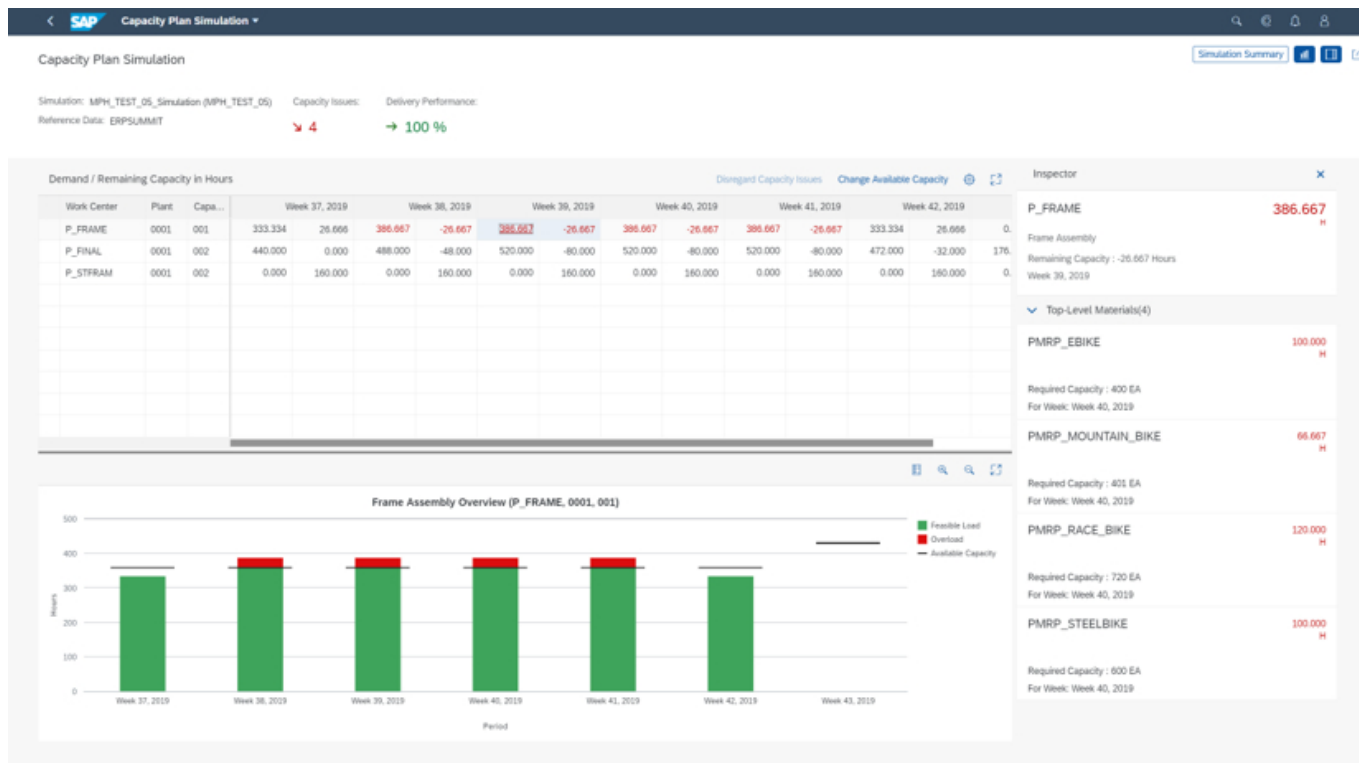 SAP Capacity Plan Simulation
Capacity Plan Simulation
Simulation Summary
Simulation: MPH_TEST_05_Simulation (MPH_TEST_05) Capacity Issues: Delivery Performance:
Reference Data: ERPSUMMIT 4 100 %
Demand / Remaining Capacity in Hours Disregard Capacity Issues Change Available Capacity
Work Center Plant Capa... Week 37, 2019 Week 38, 2019 Week 39, 2019 Week 40, 2019 Week 41, 2019 Week 42, 2019
P_FRAME 0001 001 333.334 26.666 386.667 -26.667 386.667 -26.667 386.667 -26.667 386.667 -26.667 333.334 26.666 0.
P_FINAL 0001 002 440.000 0.000 488.000 -48.000 520.000 -80.000 520.000 -80.000 520.000 -80.000 472.000 -32.000 176.
P_STFRAM 0001 002 0.000 160.000 0.000 160.000 0.000 160.000 0.000 160.000 0.000 160.000 0.000 160.000 0.
Frame Assembly Overview (P_FRAME, 0001, 001)
Feasible Load
Overload
Available Capacity
500
400
300
200
100
0
Hours
Week 37, 2019 Week 38, 2019 Week 39, 2019 Week 40, 2019 Week 41, 2019 Week 42, 2019 Week 43, 2019
Period
Inspector
P_FRAME 386.667
H
Frame Assembly
Remaining Capacity : -26.667 Hours
Week 39, 2019
Top-Level Materials(4)
PMRP_EBIKE 100.000
H
Required Capacity : 400 EA
For Week: Week 40, 2019
PMRP_MOUNTAIN_BIKE 66.667
H
Required Capacity : 401 EA
For Week: Week 40, 2019
PMRP_RACE_BIKE 120.000
H
Required Capacity : 720 EA
For Week: Week 40, 2019
PMRP_STEELBIKE 100.000
H
Required Capacity : 600 EA
For Week: Week 40, 2019